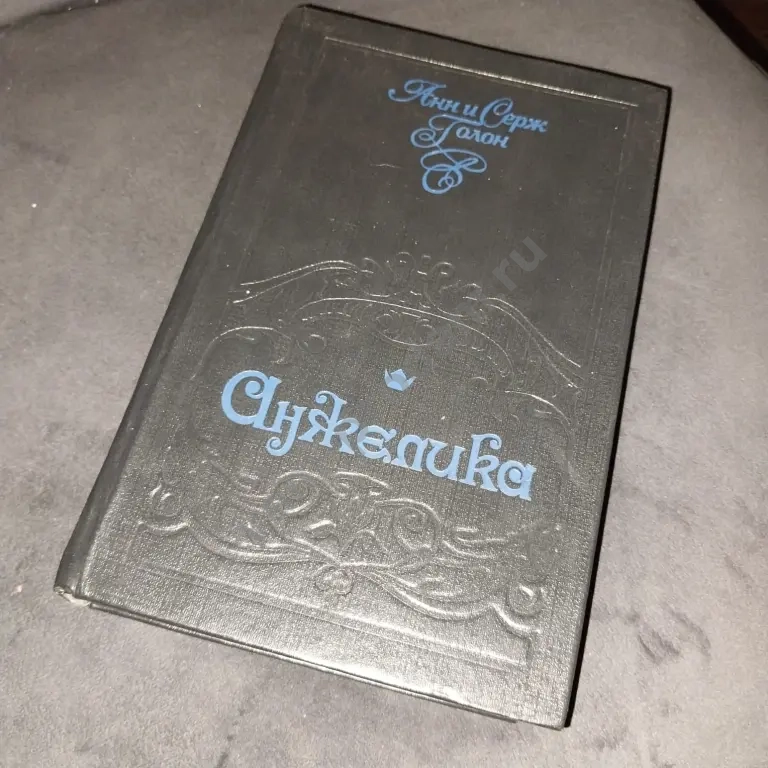 Анн и Серж
Голон
Анжелика